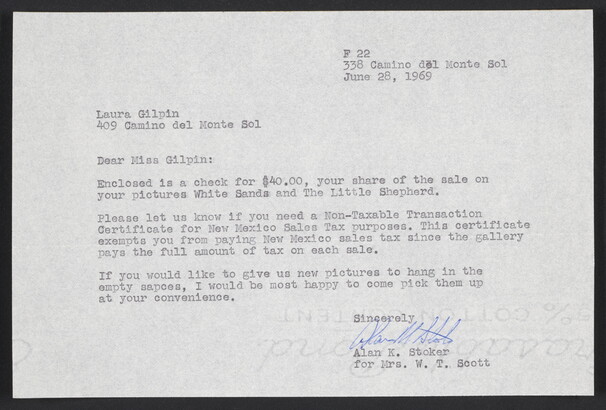 F 22
338 Camino del Monte Sol
June 28, 1969
Laura Gilpin
409 Camino del Monte Sol
Dear Miss Gilpin:
Enclosed is a check for $40.00, your share of the sale on
your pictures White Sands and The Little Shepherd.
Please let us know if you need a Non-Taxable Transaction
Certificate for New Mexico Sales Tax purposes. This certificate
exempts you from paying New Mexico sales tax since the gallery
pays the full amount of tax on each sale.
If you would like to give us new pictures to hang in the
empty sapces, I would be most happy to come pick them up
at your convenience.
Sincerely
Alan K. Stoker
for Mrs. W. T. Scott